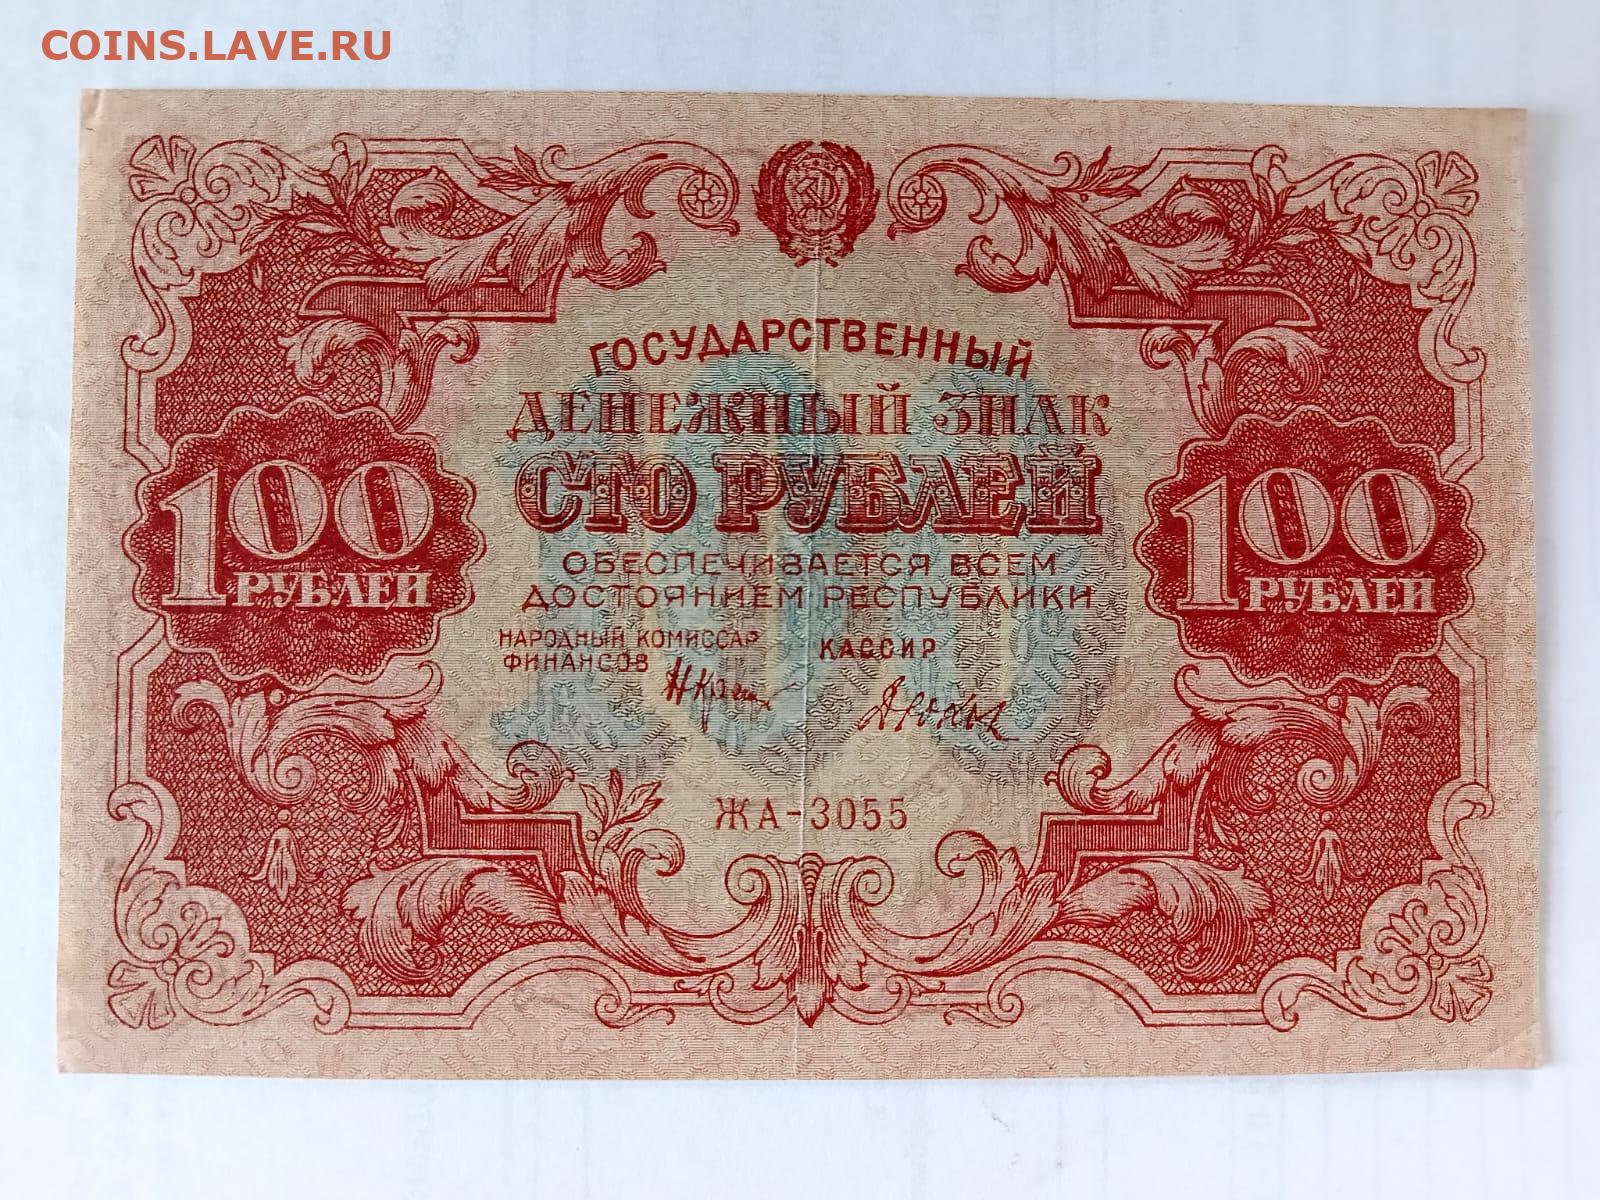 COINS.LAVE.RU
ГОСУДАРСТВЕННЫЙ
ДЕНЕЖНЫЙ ЗНАК
СТО РУБЛЕЙ
100
РУБЛЕЙ
100
РУБЛЕЙ
ОБЕСПЕЧИВАЕТСЯ ВСЕМ
ДОСТОЯНИЕМ РЕСПУБЛИКИ
НАРОДНЫЙ КОМИССАР
ФИНАНСОВ
КАССИР
ЖА-3055
100